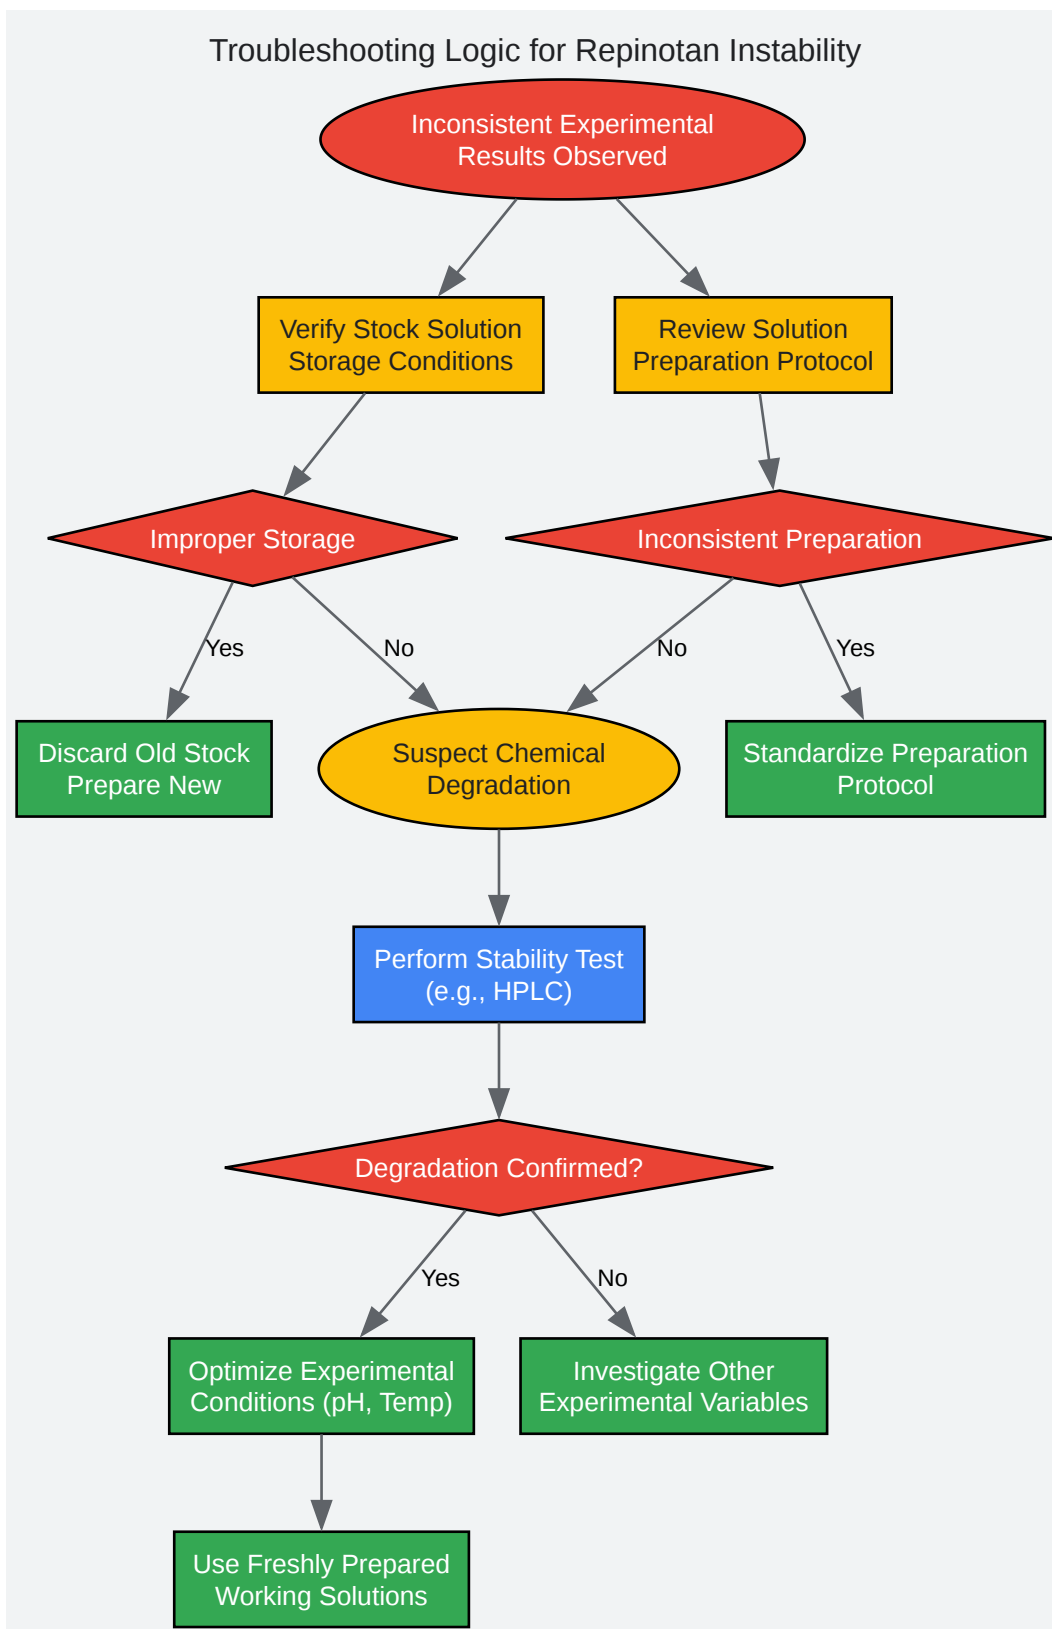 Troubleshooting Logic for Repinotan Instability
Inconsistent Experimental
Results Observed
Verify Stock Solution
Storage Conditions
Review Solution
Preparation Protocol
Improper Storage
Inconsistent Preparation
Yes
No
No
Yes
Discard Old Stock
Prepare New
Suspect Chemical
Degradation
Standardize Preparation
Protocol
Perform Stability Test
(e.g., HPLC)
Degradation Confirmed?
Yes
No
Optimize Experimental
Conditions (pH, Temp)
Investigate Other
Experimental Variables
Use Freshly Prepared
Working Solutions